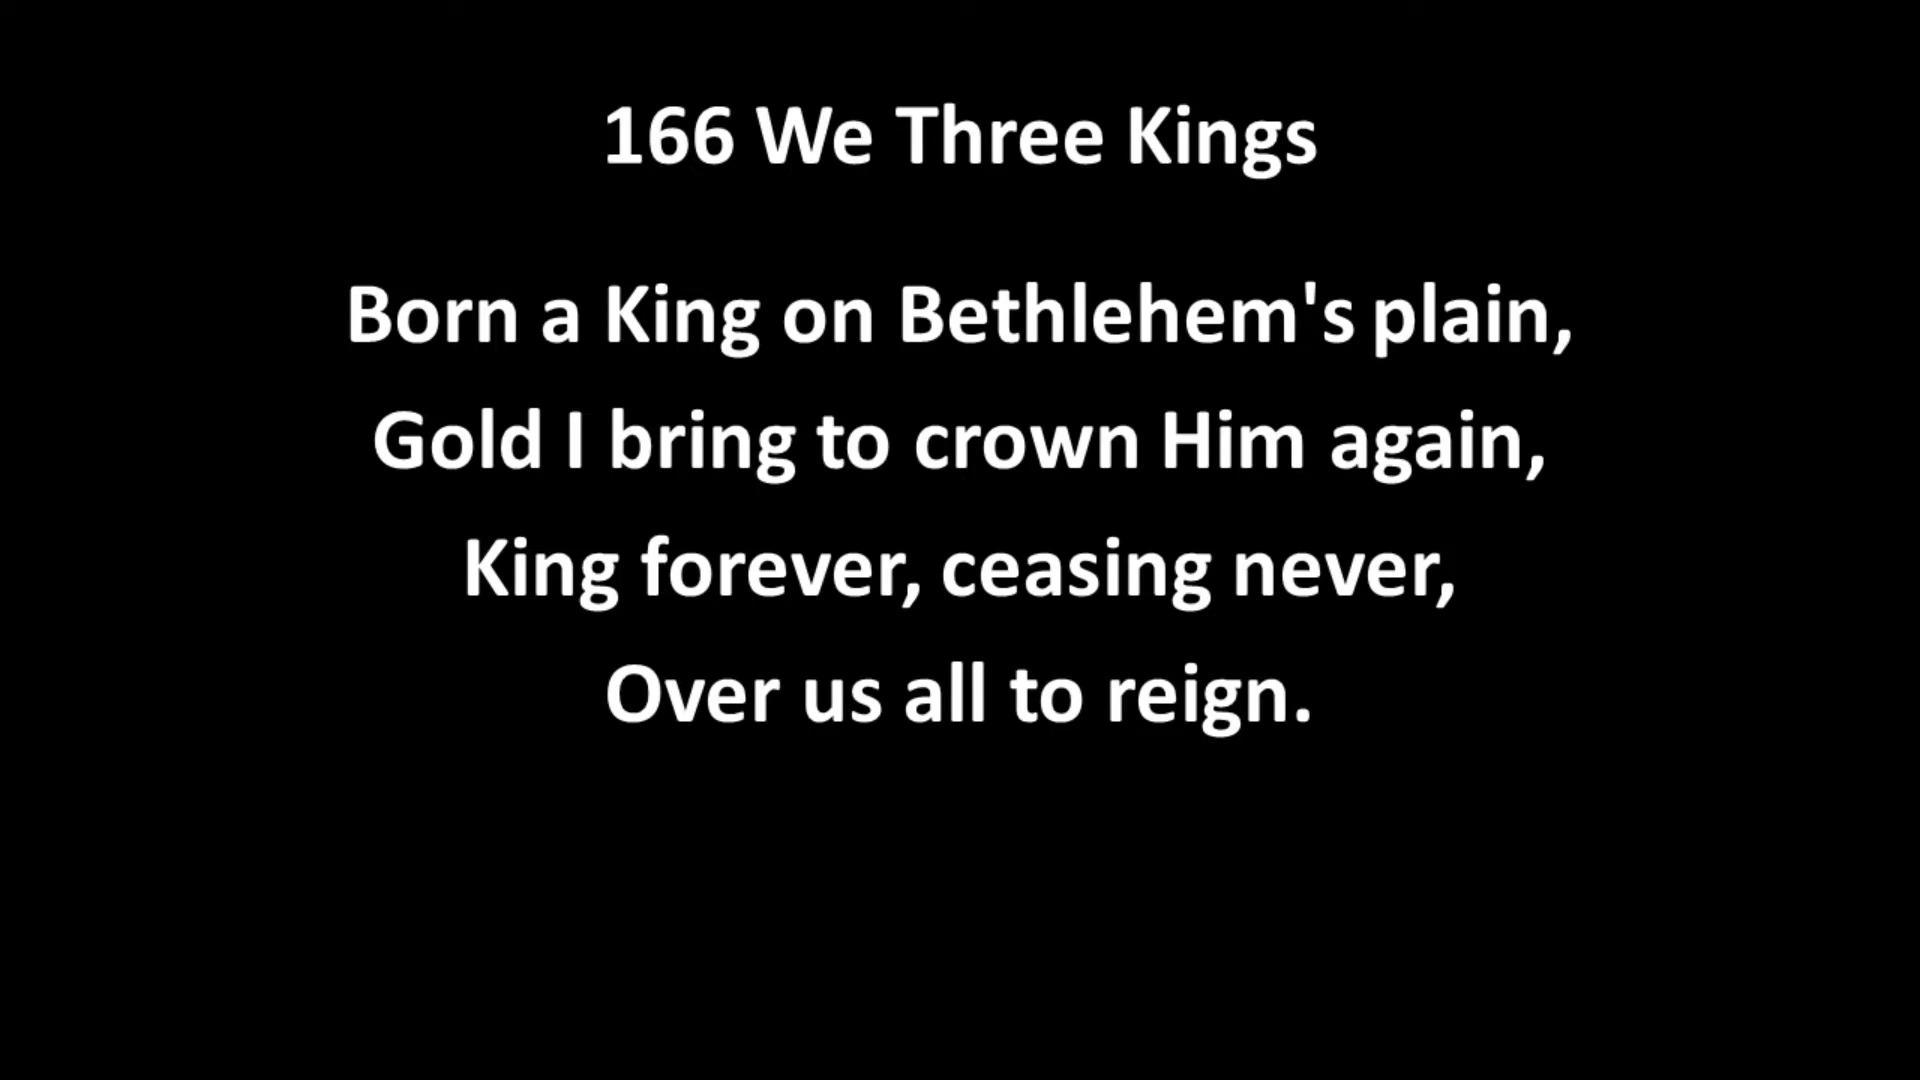 166 We Three Kings
Born a King on Bethlehem's plain,
Gold I bring to crown Him again,
King forever, ceasing never,
Over us all to reign.